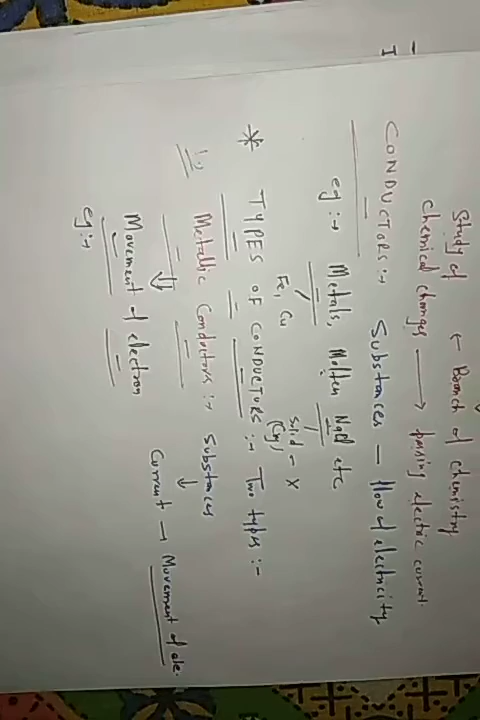 Study of ← Branch of Chemistry
Chemical changes → passing electric current.
CONDUCTORS :→ Substances — flow of electricity
eg :→ Metals, Molten NaCl etc.
Fe, Cu solid - X
TYPES OF CONDUCTORS :→ Two types :-
1.) Metallic Conductors :→ Substances
↓
Current → Movement of ele.
Movement of electron
eg :→